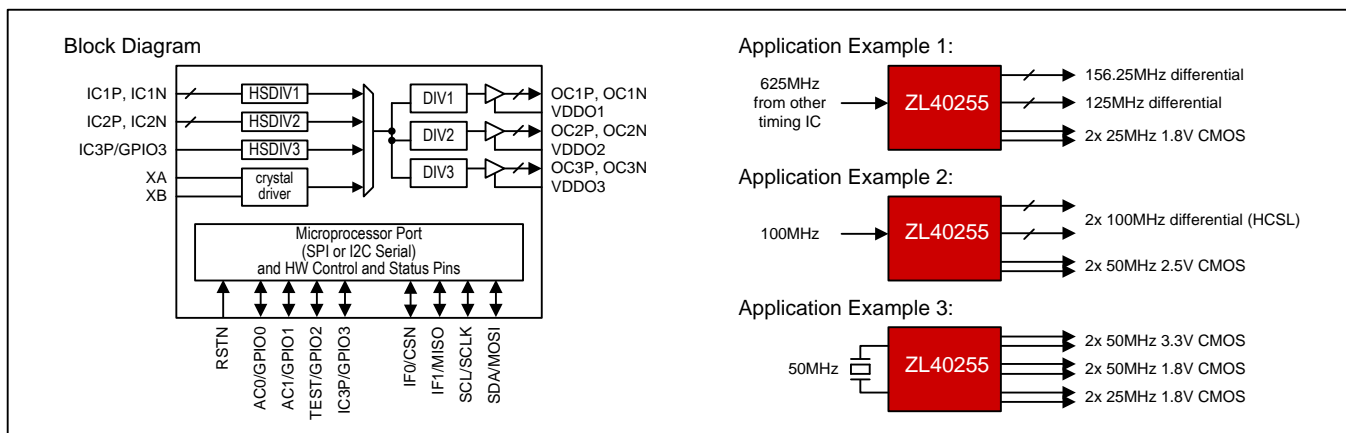 Block Diagram
IC1P, IC1N
HSDIV1
IC2P, IC2N
HSDIV2
IC3P/GPIO3
HSDIV3
XA
XB
crystal
driver
DIV1
OC1P, OC1N
VDDO1
DIV2
OC2P, OC2N
VDDO2
DIV3
OC3P, OC3N
VDDO3
Microprocessor Port
(SPI or I2C Serial)
and HW Control and Status Pins
RSTN
AC0/GPIO0
AC1/GPIO1
TEST/GPIO2
IC3P/GPIO3
IF0/CSN
IF1/MISO
SCL/SCLK
SDA/MOSI
Application Example 1:
625MHz
from other
timing IC
ZL40255
156.25MHz differential
125MHz differential
2x 25MHz 1.8V CMOS
Application Example 2:
100MHz
ZL40255
2x 100MHz differential (HCSL)
2x 50MHz 2.5V CMOS
Application Example 3:
50MHz
ZL40255
2x 50MHz 3.3V CMOS
2x 50MHz 1.8V CMOS
2x 25MHz 1.8V CMOS